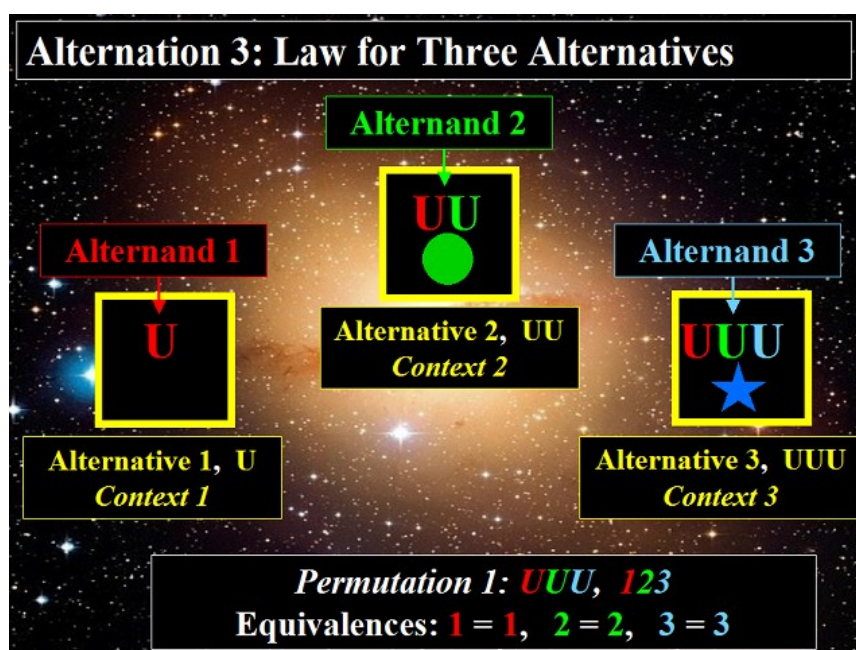 Alternation 3: Law for Three Alternatives
Alternand 2
UU
Alternative 2, UU
Context 2
Alternand 1
U
Alternative 1, U
Context 1
Alternand 3
UUU
Alternative 3, UUU
Context 3
Permutation 1: UUU, 123
Equivalences: 1 = 1, 2 = 2, 3 = 3